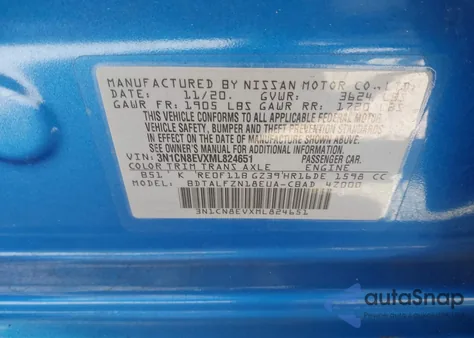 MANUFACTURED BY NISSAN MOTOR CO., LTD.
DATE: 11/20. GVWR: 3624 LBS
GAWR FR: 1905 LBS GAWR RR: 1720 LBS
THIS VEHICLE CONFORMS TO ALL APPLICABLE FEDERAL MOTOR VEHICLE
SAFETY, BUMPER AND THEFT PREVENTION STANDARDS IN EFFECT
ON THE DATE OF MANUFACTURE SHOWN ABOVE.
SEE OWNER'S MANUAL FOR FURTHER INFORMATION
VIN: 3N1CN8EVXML824651 PASSENGER CAR.
COLOR TRIM TRANS AXLE ENGINE
B51 K RE0F11B GZ39 HR16DE 1598 CC
MODEL: BDTALFZN18EUA-CBAD 4Z000
3N1CN8EVXML824651
autoSnap